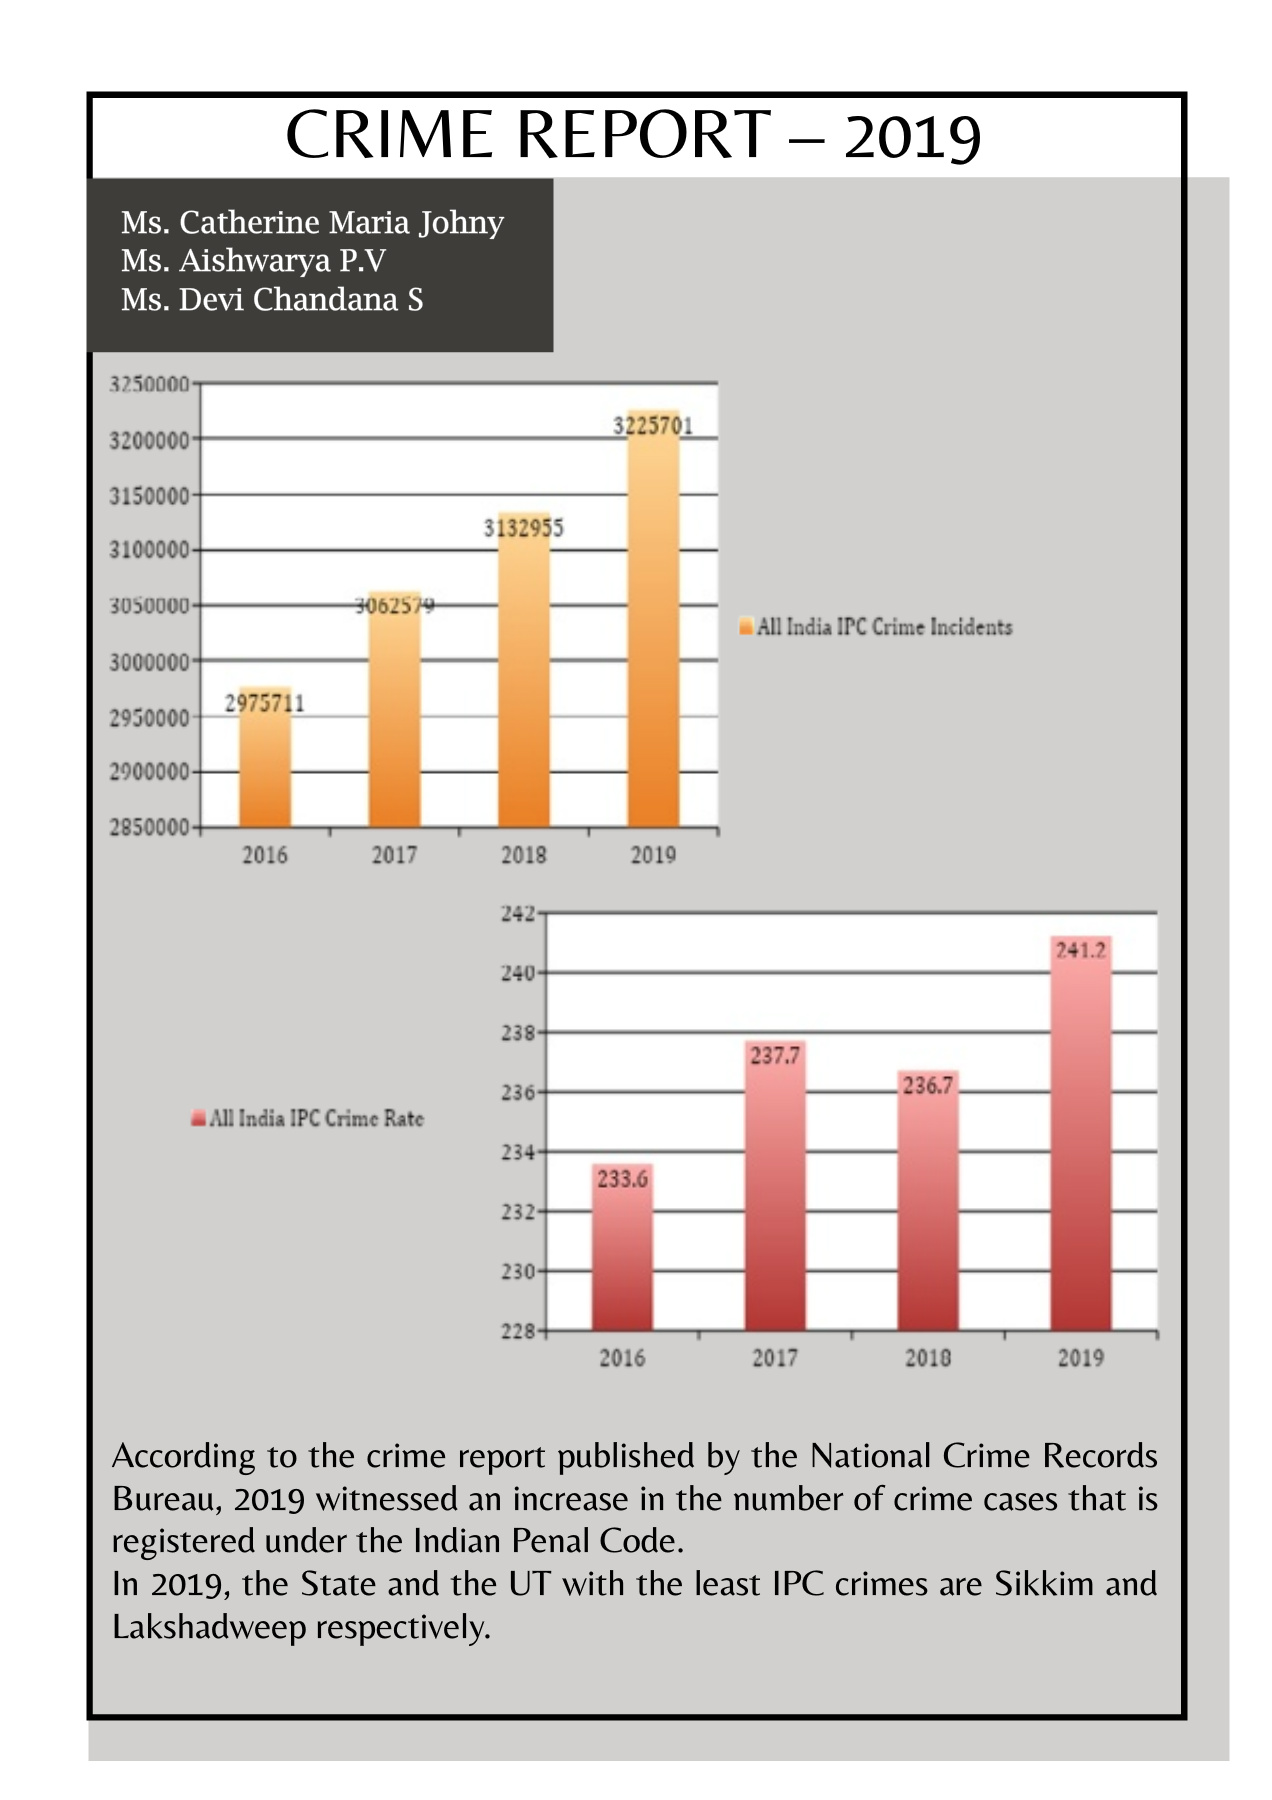 CRIME REPORT – 2019
Ms. Catherine Maria Johny
Ms. Aishwarya P.V
Ms. Devi Chandana S
3250000
3200000
3150000
3100000
3050000
3000000
2950000
2900000
2850000
2975711
3062579
3132955
3225701
2016 2017 2018 2019
All India IPC Crime Incidents
242
240
238
236
234
232
230
228
233.6
237.7
236.7
241.2
2016 2017 2018 2019
All India IPC Crime Rate
According to the crime report published by the National Crime Records
Bureau, 2019 witnessed an increase in the number of crime cases that is
registered under the Indian Penal Code.
In 2019, the State and the UT with the least IPC crimes are Sikkim and
Lakshadweep respectively.